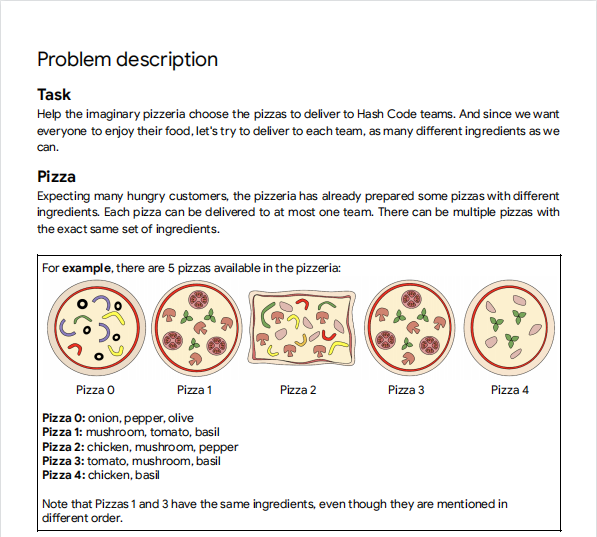 Problem description
Task
Help the imaginary pizzeria choose the pizzas to deliver to Hash Code teams. And since we want
everyone to enjoy their food, let's try to deliver to each team, as many different ingredients as we
can.
Pizza
Expecting many hungry customers, the pizzeria has already prepared some pizzas with different
ingredients. Each pizza can be delivered to at most one team. There can be multiple pizzas with
the exact same set of ingredients.
For example, there are 5 pizzas available in the pizzeria:
Pizza 0 Pizza 1 Pizza 2 Pizza 3 Pizza 4
Pizza 0: onion, pepper, olive
Pizza 1: mushroom, tomato, basil
Pizza 2: chicken, mushroom, pepper
Pizza 3: tomato, mushroom, basil
Pizza 4: chicken, basil
Note that Pizzas 1 and 3 have the same ingredients, even though they are mentioned in
different order.